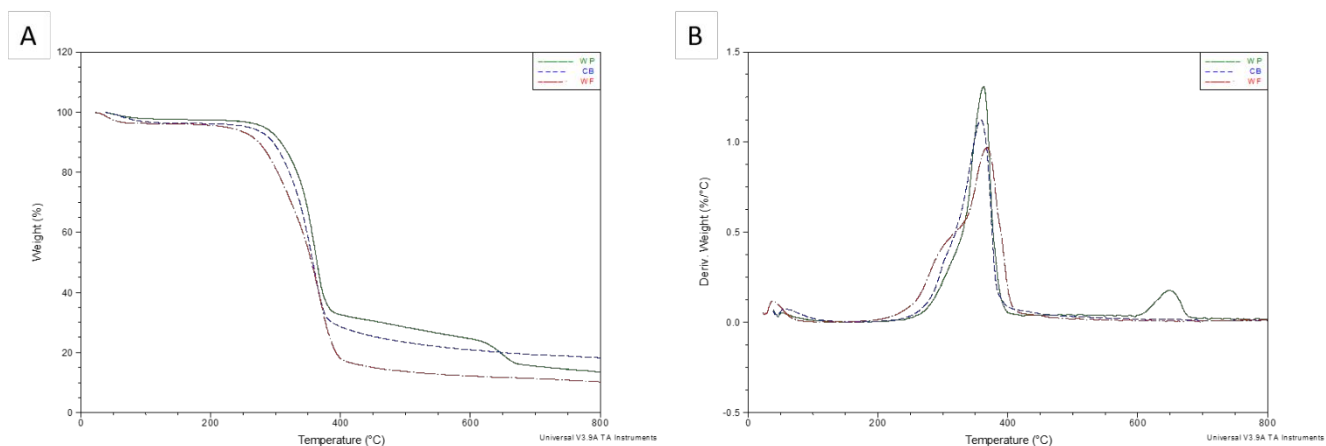 A
120
100
80
60
40
20
0
Weight (%)
0
200
400
600
800
Temperature (°C)
WP
CB
WF
Universal V3.9A TA Instruments
B
1.5
1.0
0.5
0.0
-0.5
Deriv. Weight (%/°C)
0
200
400
600
800
Temperature (°C)
WP
CB
WF
Universal V3.9A TA Instruments